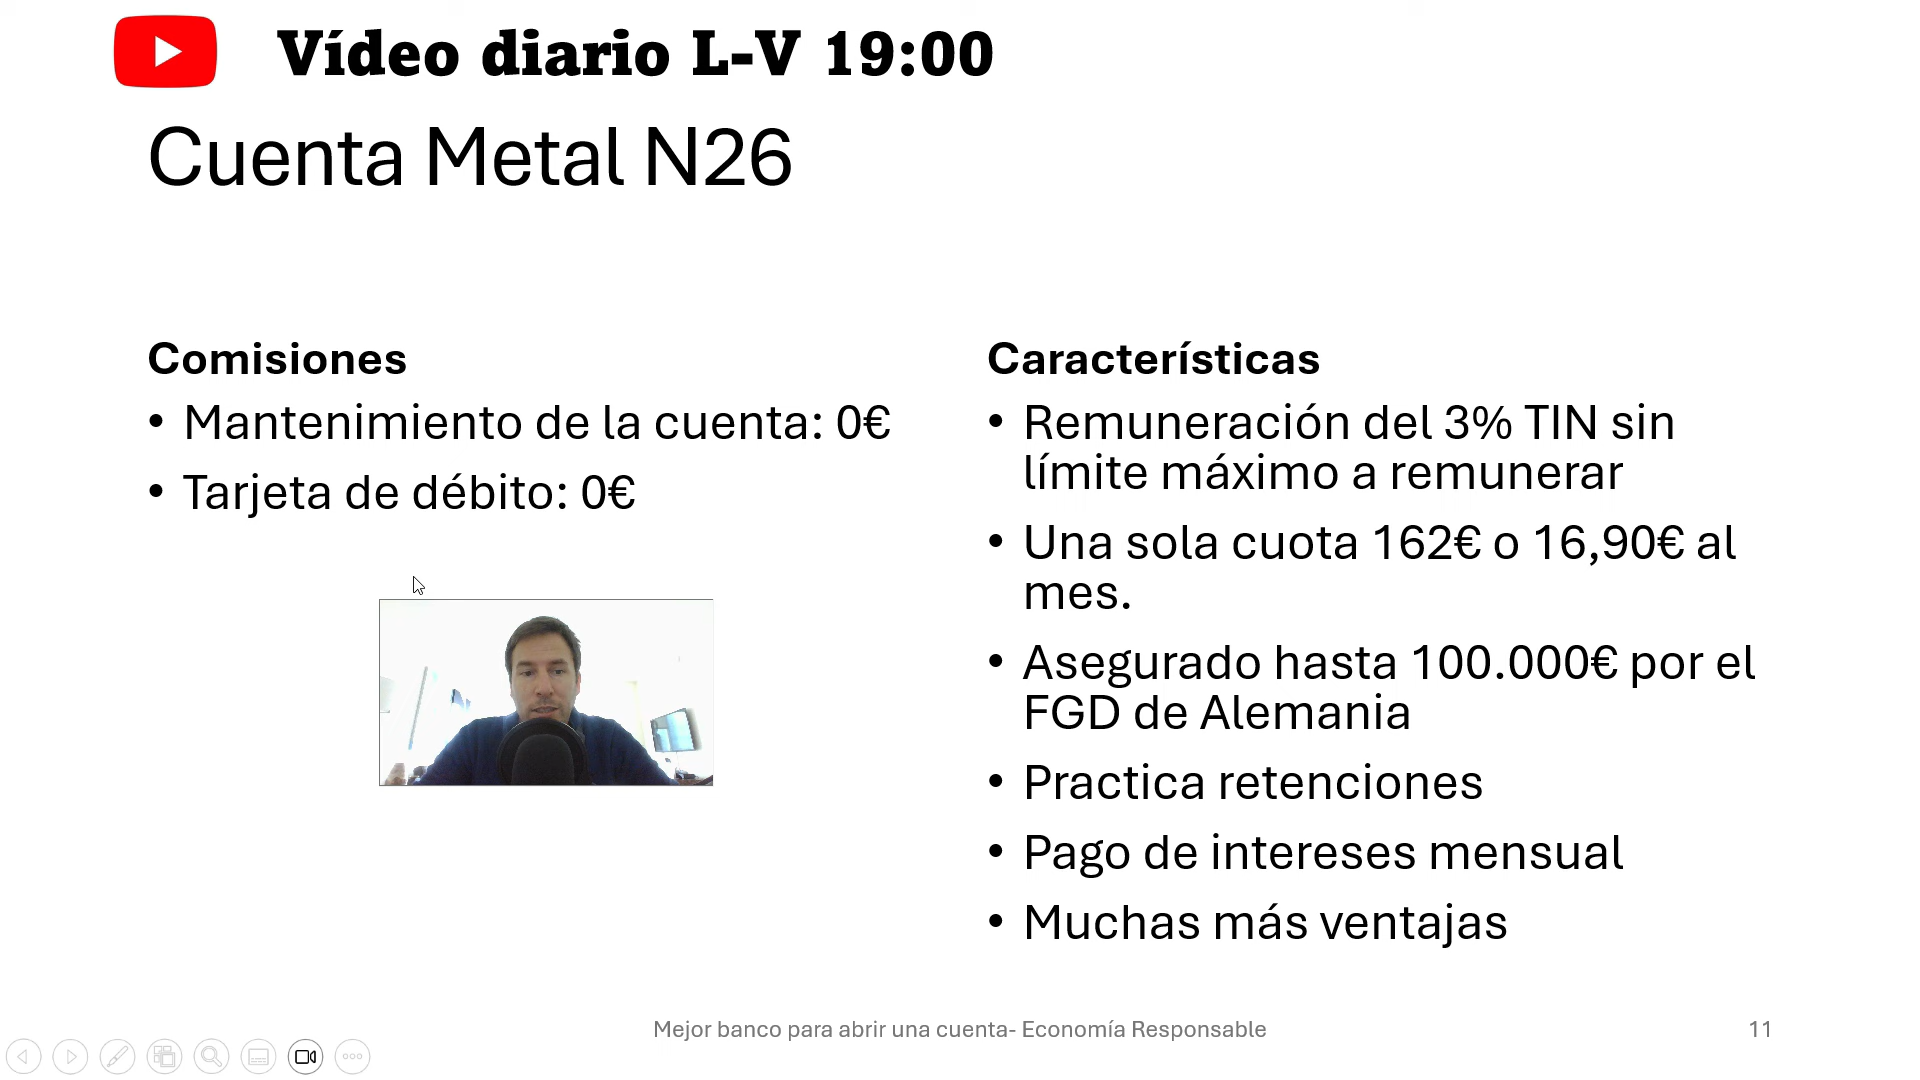 Vídeo diario L-V 19:00
Cuenta Metal N26
Comisiones
• Mantenimiento de la cuenta: 0€
• Tarjeta de débito: 0€
Características
• Remuneración del 3% TIN sin
límite máximo a remunerar
• Una sola cuota 162€ o 16,90€ al
mes.
• Asegurado hasta 100.000€ por el
FGD de Alemania
• Practica retenciones
• Pago de intereses mensual
• Muchas más ventajas
Mejor banco para abrir una cuenta- Economía Responsable
11